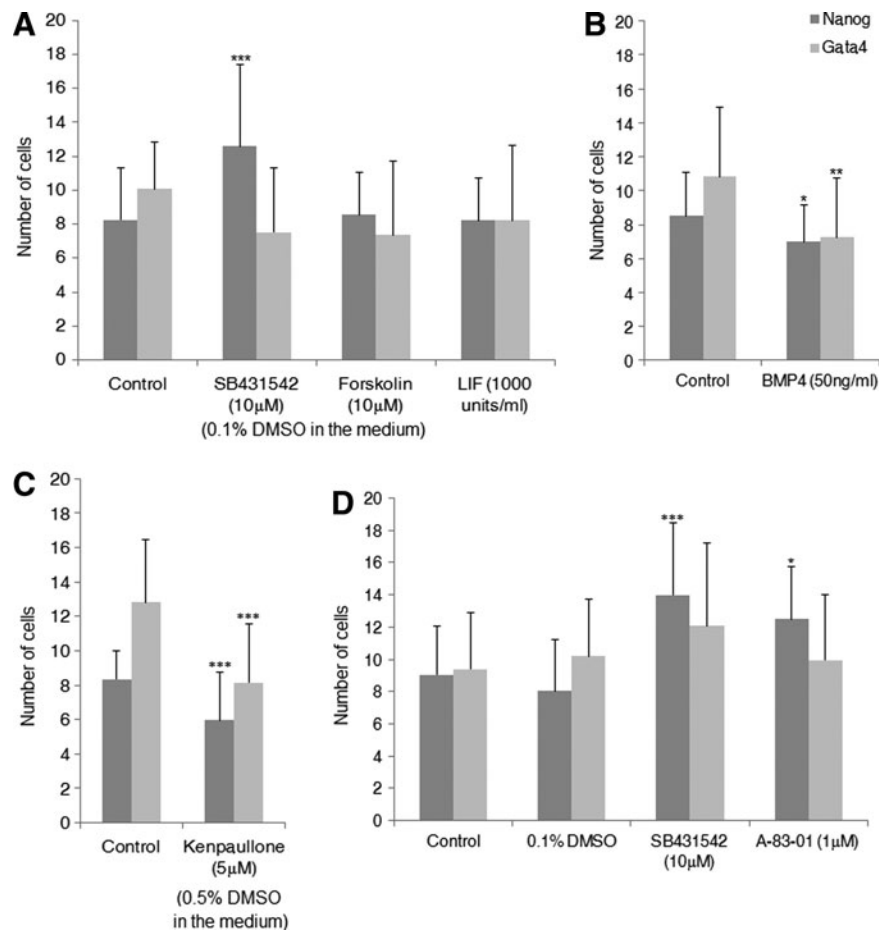 A
Number of cells
20
18
16
14
12
10
8
6
4
2
0
***
Control
SB431542
(10μM)
Forskolin
(10μM)
LIF (1000
units/ml)
(0.1% DMSO in the medium)
B
Nanog
Gata4
Number of cells
20
18
16
14
12
10
8
6
4
2
0
*
**
Control
BMP4 (50ng/ml)
C
Number of cells
20
18
16
14
12
10
8
6
4
2
0
***
***
Control
Kenpaullone
(5μM)
(0.5% DMSO
in the medium)
D
Number of cells
20
18
16
14
12
10
8
6
4
2
0
***
*
Control
0.1% DMSO
SB431542
(10μM)
A-83-01 (1μM)